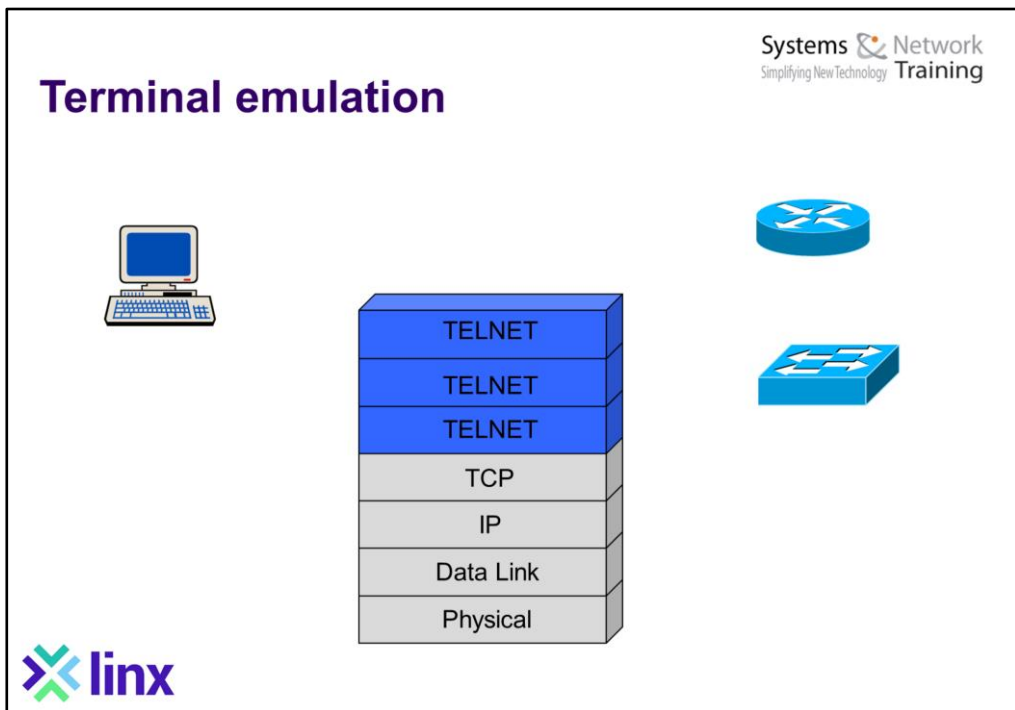 Systems Network
Simplifying New Technology Training
Terminal emulation
TELNET
TELNET
TELNET
TCP
IP
Data Link
Physical
linx